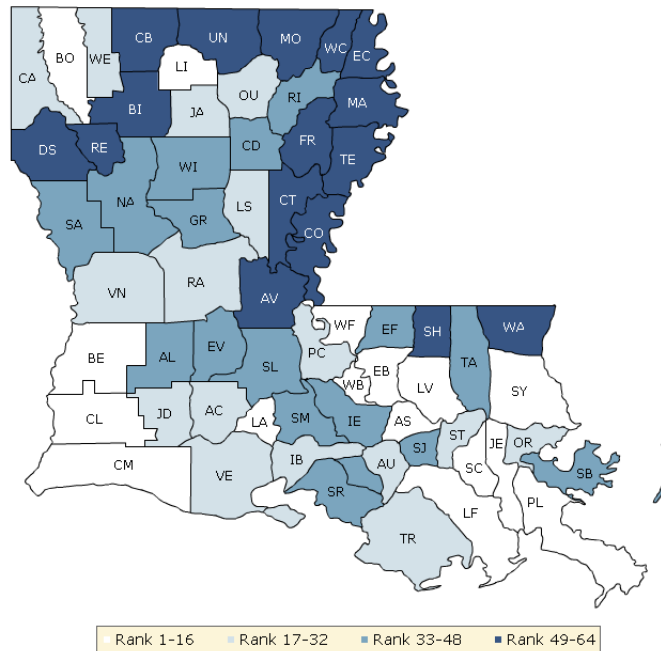 CB UN MO WC EC
BO WE LI
CA OU RI MA
BI JA
DS RE FR TE
WI CD
NA CT
SA GR LS
CO
VN RA AV
WF EF SH WA
BE AL EV SL PC TA
WB EB LV SY
CL JD AC LA SM IE AS
ST JE OR
CM VE IB AU SJ SC SB
SR LF PL
TR
Rank 1-16 Rank 17-32 Rank 33-48 Rank 49-64